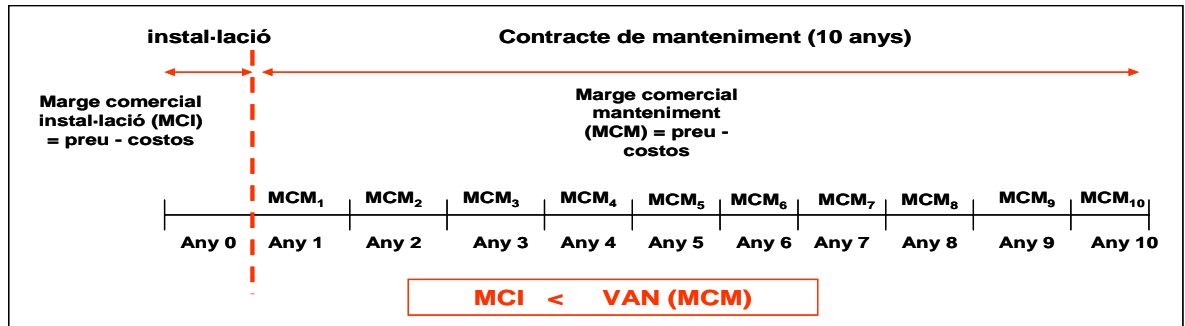 instal·lació
Contracte de manteniment (10 anys)
Marge comercial
instal·lació (MCI)
= preu - costos
Marge comercial
manteniment
(MCM) = preu -
costos
MCM₁ MCM₂ MCM₃ MCM₄ MCM₅ MCM₆ MCM₇ MCM₈ MCM₉ MCM₁₀
Any 0 Any 1 Any 2 Any 3 Any 4 Any 5 Any 6 Any 7 Any 8 Any 9 Any 10
MCI < VAN (MCM)